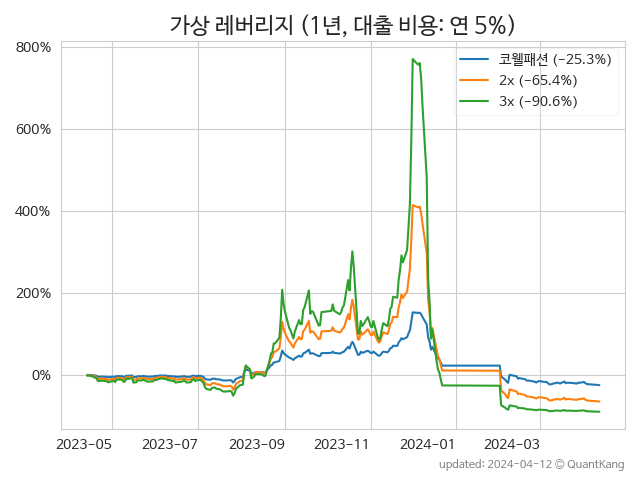 가상 레버리지 (1년, 대출 비용: 연 5%)
800%
600%
400%
200%
0%
코웰패션 (-25.3%)
2x (-65.4%)
3x (-90.6%)
2023-05 2023-07 2023-09 2023-11 2024-01 2024-03
updated: 2024-04-12 © QuantKang